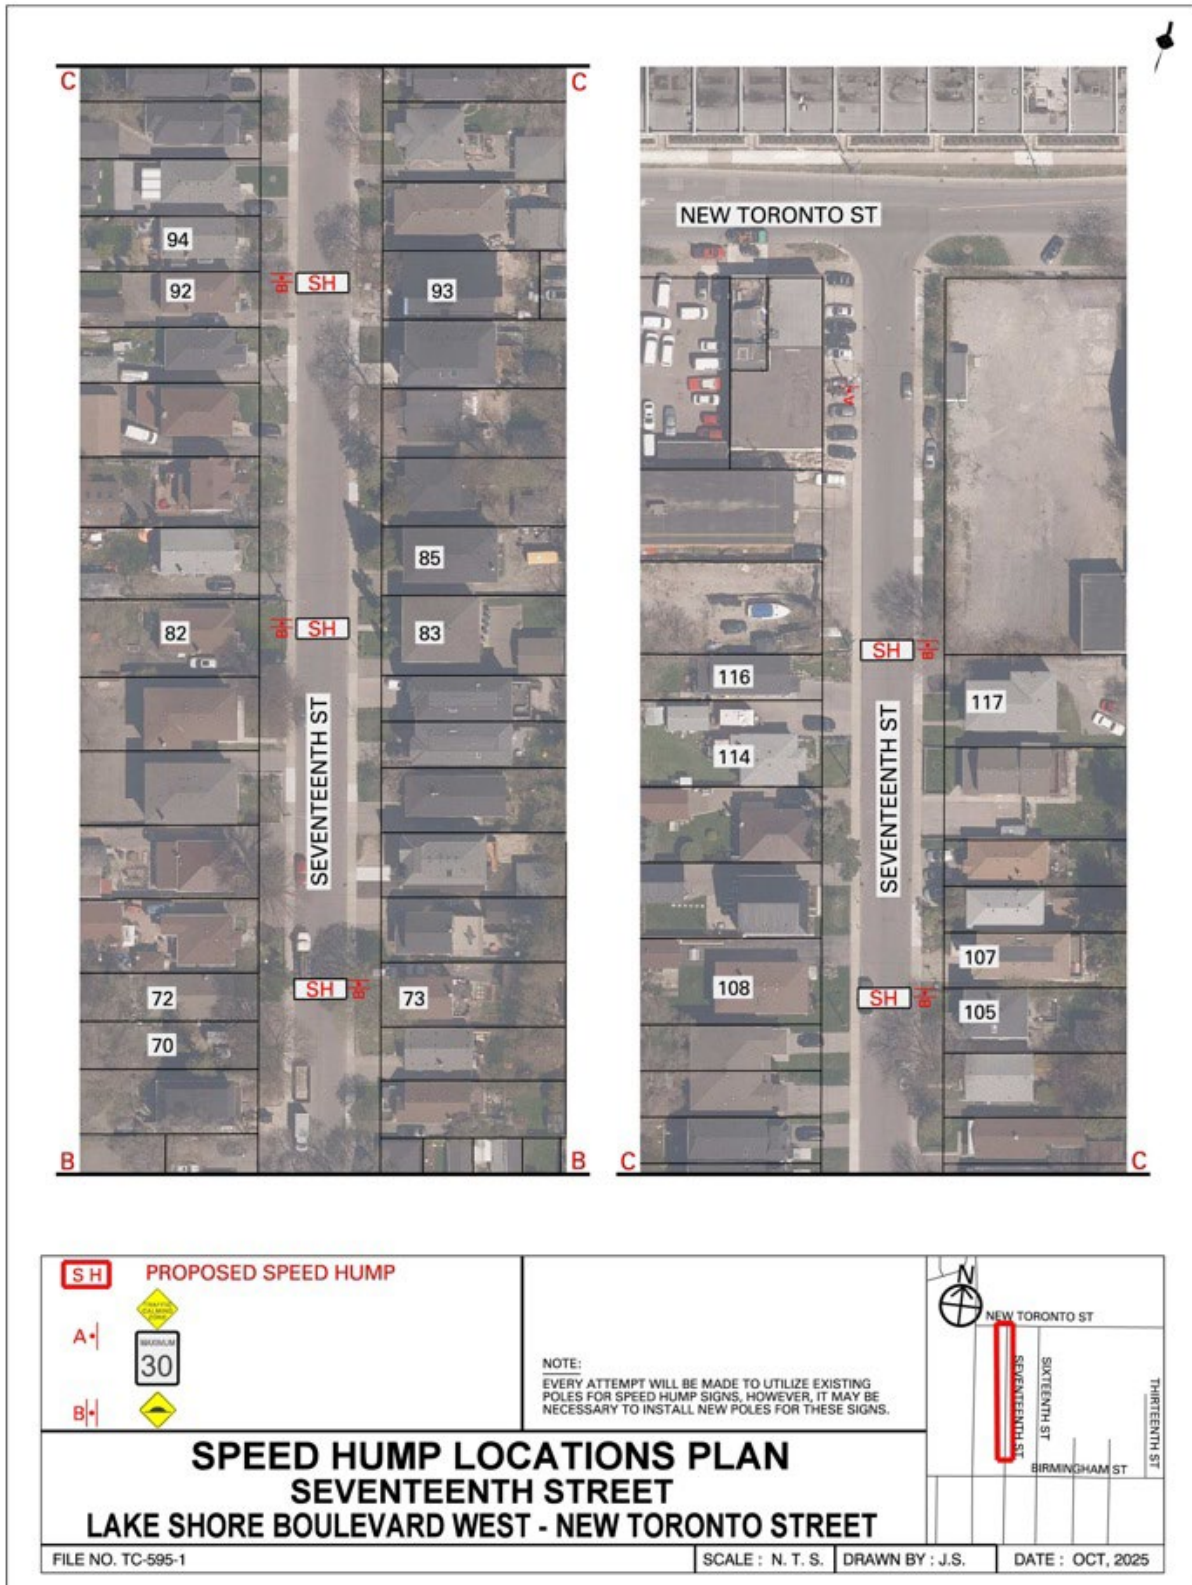 C
C
94
92
B
SH
93
85
82
B
SH
83
SEVENTEENTH ST
72
SH
B
73
70
B
B
NEW TORONTO ST
A
SH
B
116
117
114
SEVENTEENTH ST
107
108
SH
B
105
C
C
SH PROPOSED SPEED HUMP
TRAFFIC
CALMING
ZONE
A
MAXIMUM
30
B
NOTE:
EVERY ATTEMPT WILL BE MADE TO UTILIZE EXISTING
POLES FOR SPEED HUMP SIGNS, HOWEVER, IT MAY BE
NECESSARY TO INSTALL NEW POLES FOR THESE SIGNS.
N
NEW TORONTO ST
SEVENTEENTH ST
SIXTEENTH ST
THIRTEENTH ST
BIRMINGHAM ST
SPEED HUMP LOCATIONS PLAN
SEVENTEENTH STREET
LAKE SHORE BOULEVARD WEST - NEW TORONTO STREET
FILE NO. TC-595-1
SCALE : N. T. S.
DRAWN BY : J.S.
DATE : OCT, 2025